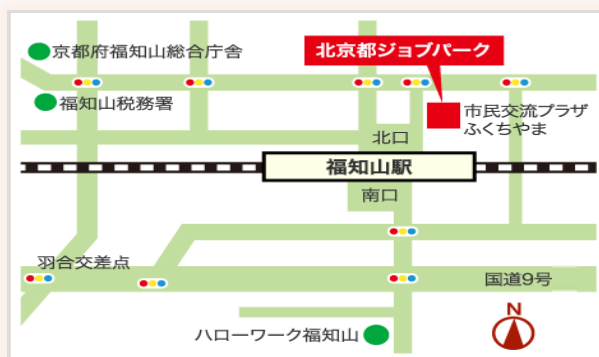 京都府福知山総合庁舎
北京都ジョブパーク
福知山税務署
市民交流プラザ
ふくちやま
北口
福知山駅
南口
羽合交差点
国道9号
ハローワーク福知山
N